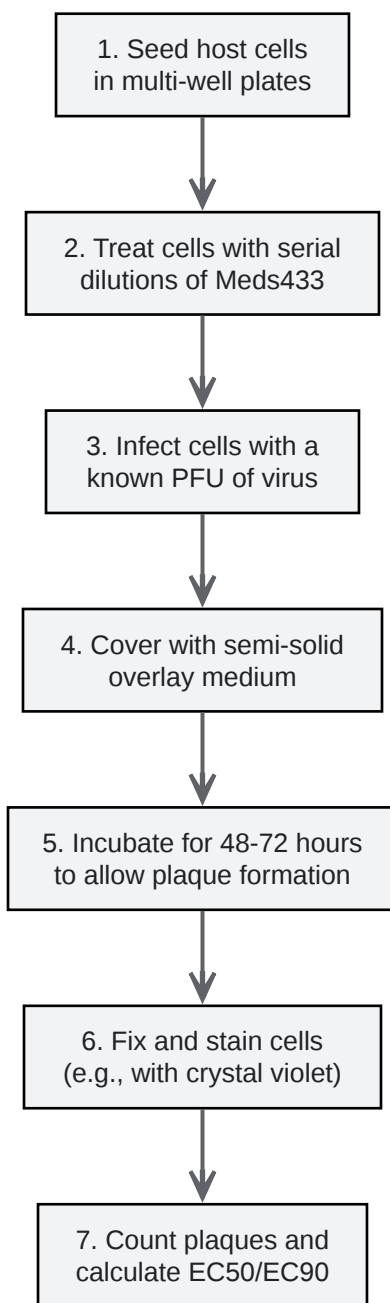 1. Seed host cells
in multi-well plates
2. Treat cells with serial
dilutions of Meds433
3. Infect cells with a
known PFU of virus
4. Cover with semi-solid
overlay medium
5. Incubate for 48-72 hours
to allow plaque formation
6. Fix and stain cells
(e.g., with crystal violet)
7. Count plaques and
calculate EC50/EC90